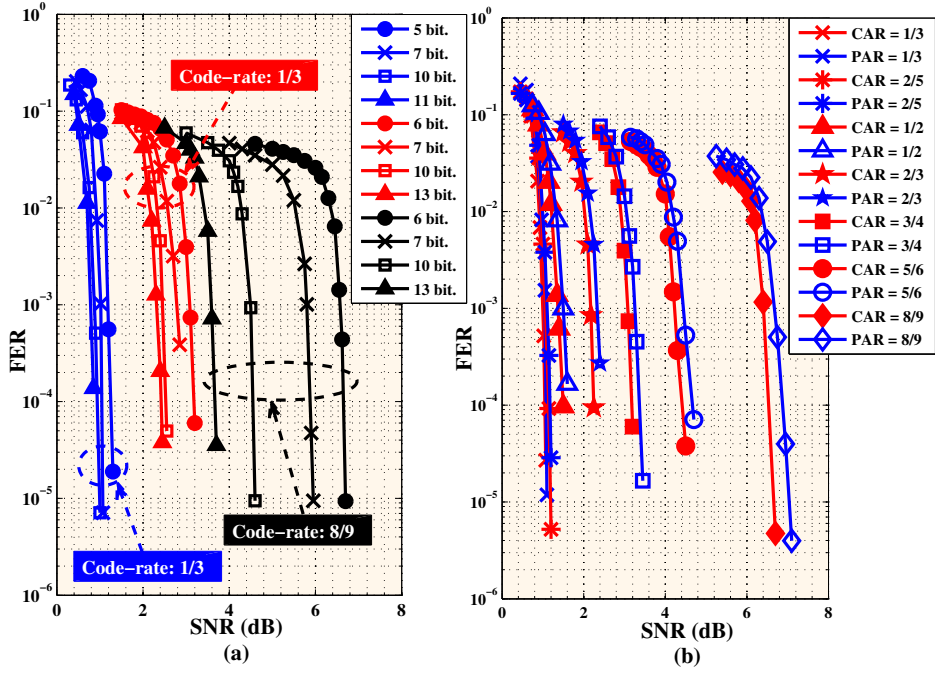 10^0
10^-1
10^-2
10^-3
10^-4
10^-5
10^-6
FER
0 2 4 6 8
SNR (dB)
(a)
Code-rate: 1/3
Code-rate: 8/9
Code-rate: 1/3
5 bit.
7 bit.
10 bit.
11 bit.
6 bit.
7 bit.
10 bit.
13 bit.
6 bit.
7 bit.
10 bit.
13 bit.
10^0
10^-1
10^-2
10^-3
10^-4
10^-5
10^-6
FER
0 2 4 6 8
SNR (dB)
(b)
CAR = 1/3
PAR = 1/3
CAR = 2/5
PAR = 2/5
CAR = 1/2
PAR = 1/2
CAR = 2/3
PAR = 2/3
CAR = 3/4
PAR = 3/4
CAR = 5/6
PAR = 5/6
CAR = 8/9
PAR = 8/9